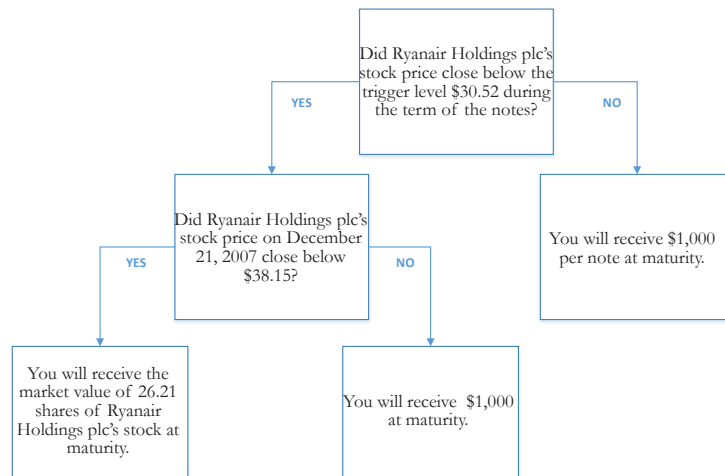 Did Ryanair Holdings plc's
stock price close below the
trigger level $30.52 during
the term of the notes?
YES
NO
Did Ryanair Holdings plc's
stock price on December
21, 2007 close below
$38.15?
You will receive $1,000
per note at maturity.
YES
NO
You will receive the
market value of 26.21
shares of Ryanair
Holdings plc's stock at
maturity.
You will receive $1,000
at maturity.